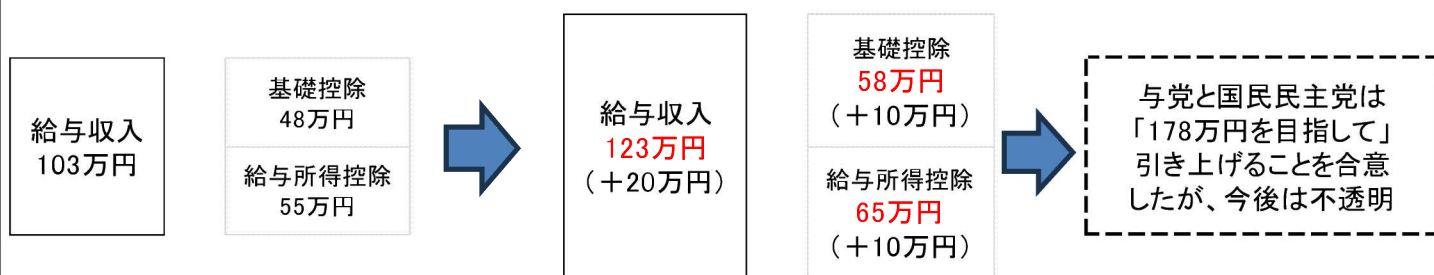 給与収入
103万円
基礎控除
48万円
給与所得控除
55万円
給与収入
123万円
（＋20万円）
基礎控除
58万円
（＋10万円）
給与所得控除
65万円
（＋10万円）
与党と国民民主党は
「178万円を目指して」
引き上げることを合意
したが、今後は不透明